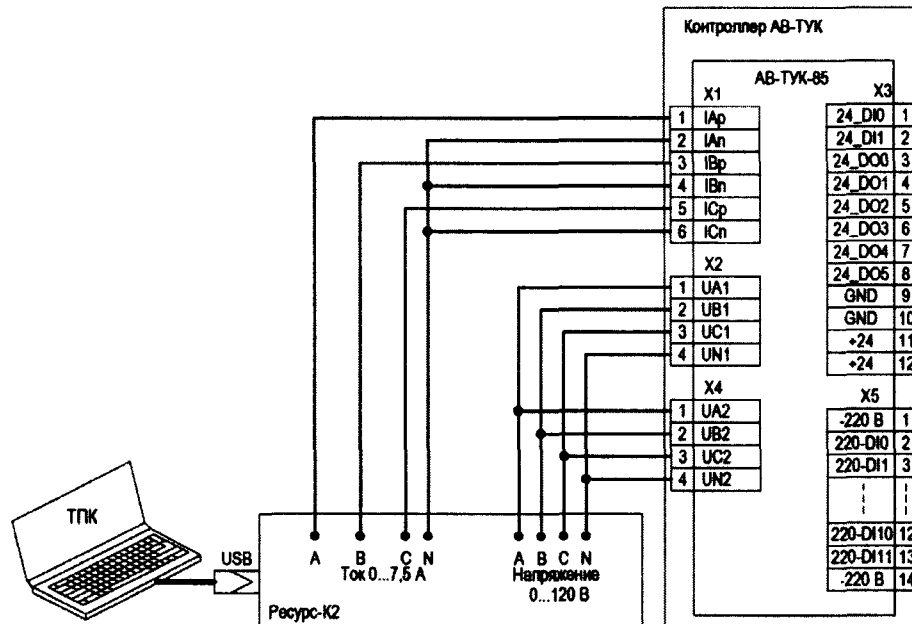 Контроллер АВ-ТУК
АВ-ТУК-85
X1
1 IAp
2 IAn
3 IBp
4 IBn
5 ICp
6 ICn
X2
1 UA1
2 UB1
3 UC1
4 UN1
X4
1 UA2
2 UB2
3 UC2
4 UN2
X3
24_DI0 1
24_DI1 2
24_DO0 3
24_DO1 4
24_DO2 5
24_DO3 6
24_DO4 7
24_DO5 8
GND 9
GND 10
+24 11
+24 12
X5
-220 В 1
220-DI0 2
220-DI1 3
220-DI10 12
220-DI11 13
-220 В 14
ТПК
USB
A B C N
Ток 0...7,5 А
A B C N
Напряжение
0...120 В
Ресурс-К2